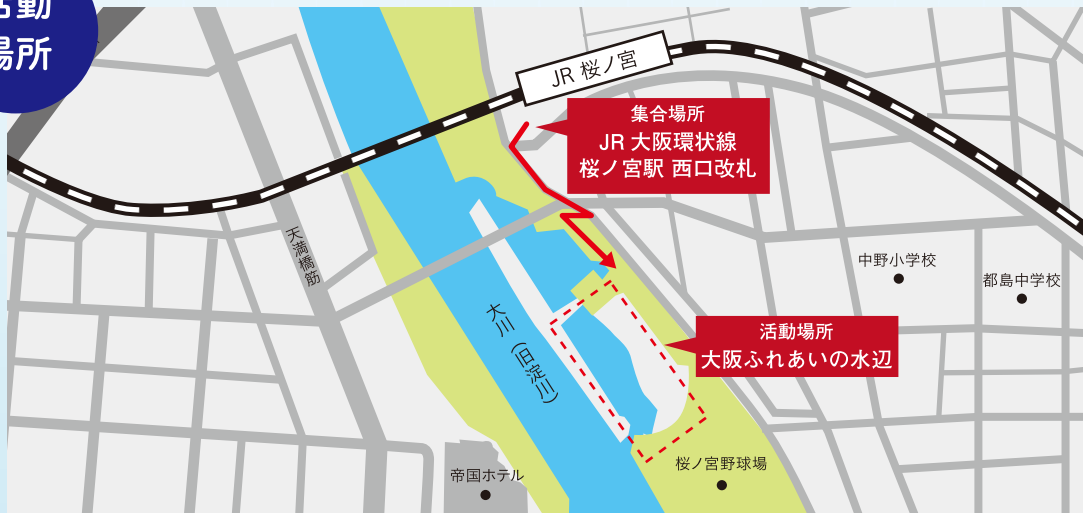 活動
場所
JR 桜ノ宮
集合場所
JR 大阪環状線
桜ノ宮駅 西口改札
天満橋筋
中野小学校
都島中学校
大川（旧淀川）
活動場所
大阪ふれあいの水辺
桜ノ宮野球場
帝国ホテル